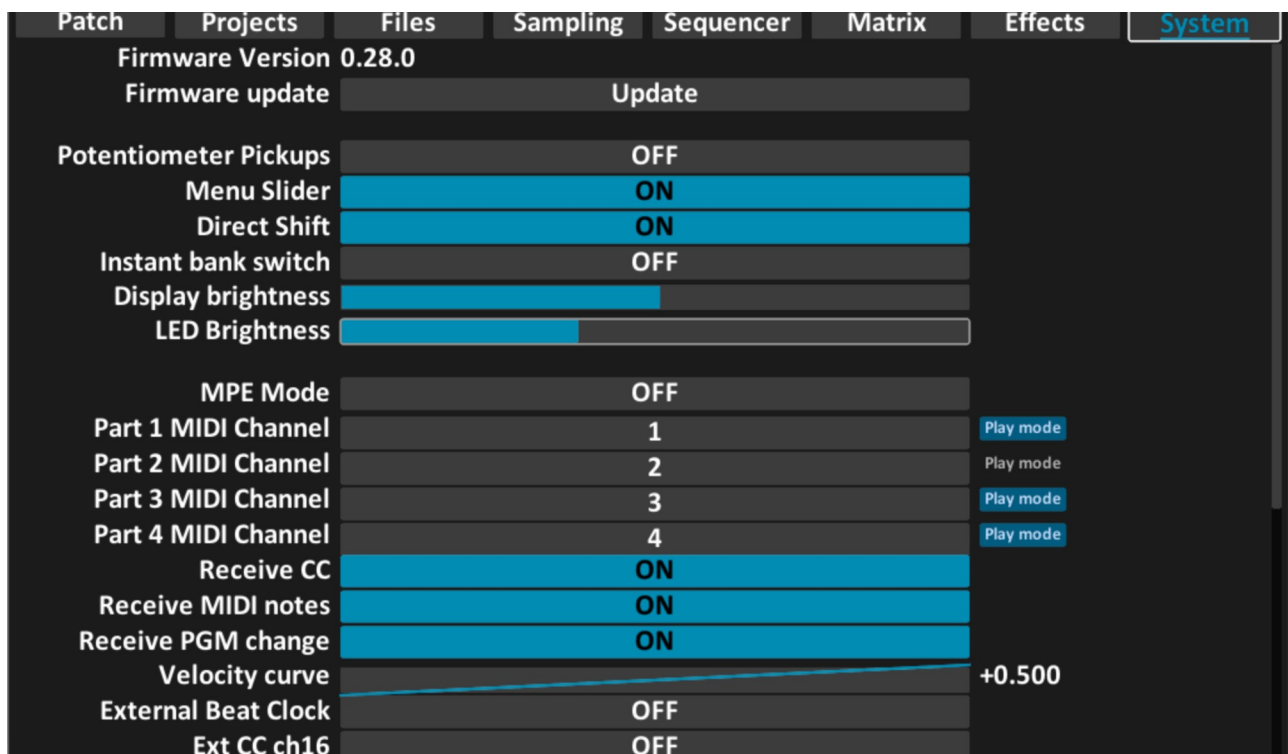 Patch Projects Files Sampling Sequencer Matrix Effects System
Firmware Version 0.28.0
Firmware update Update
Potentiometer Pickups OFF
Menu Slider ON
Direct Shift ON
Instant bank switch OFF
Display brightness
LED Brightness
MPE Mode OFF
Part 1 MIDI Channel 1 Play mode
Part 2 MIDI Channel 2 Play mode
Part 3 MIDI Channel 3 Play mode
Part 4 MIDI Channel 4 Play mode
Receive CC ON
Receive MIDI notes ON
Receive PGM change ON
Velocity curve +0.500
External Beat Clock OFF
Ext CC ch16 OFF